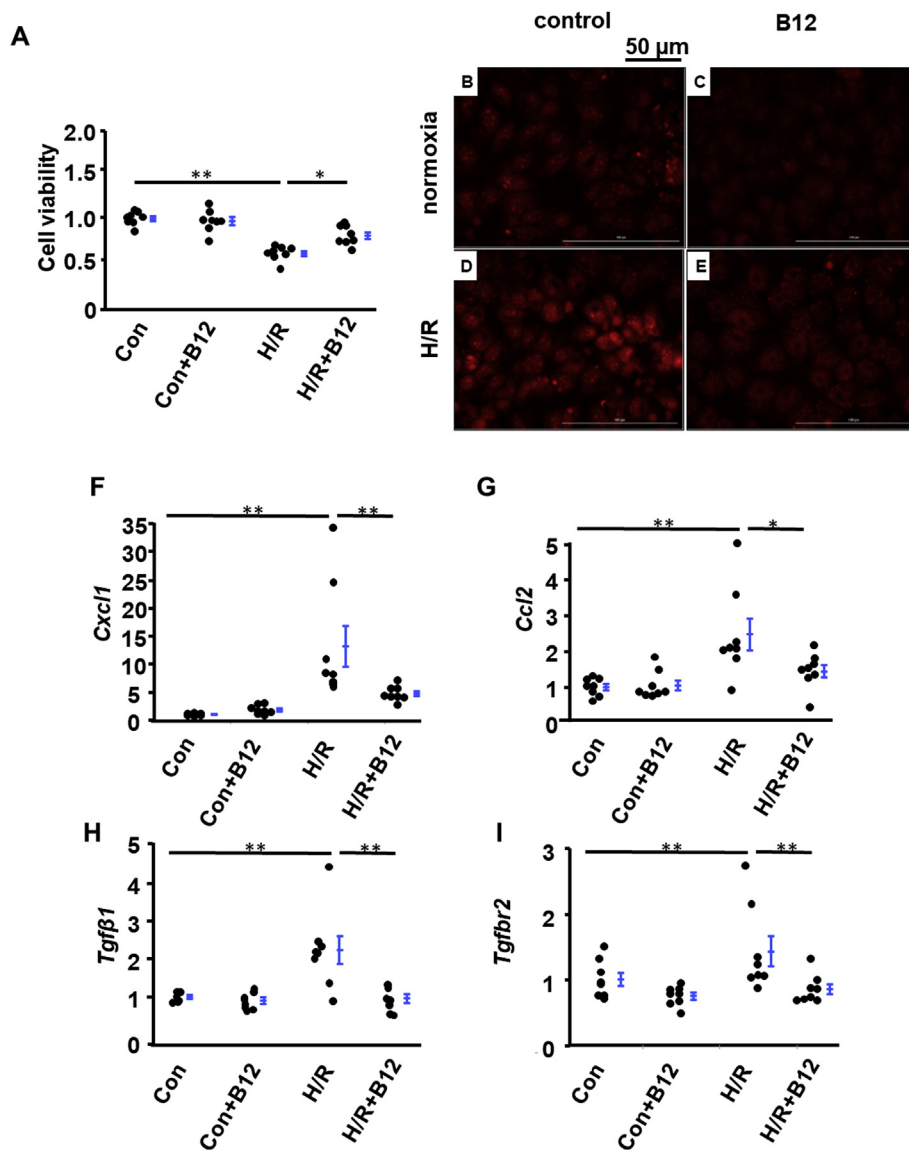 A
control
B12
50 µm
B
C
normoxia
D
E
H/R
Cell viability
2.0
1.5
1.0
0.5
0
** *
Con
Con+B12
H/R
H/R+B12
F
Cxcl1
35
30
25
20
15
10
5
0
** **
Con
Con+B12
H/R
H/R+B12
G
Ccl2
5
4
3
2
1
0
** *
Con
Con+B12
H/R
H/R+B12
H
Tgfβ1
5
4
3
2
1
0
** **
Con
Con+B12
H/R
H/R+B12
I
Tgfbr2
3
2
1
0
** **
Con
Con+B12
H/R
H/R+B12